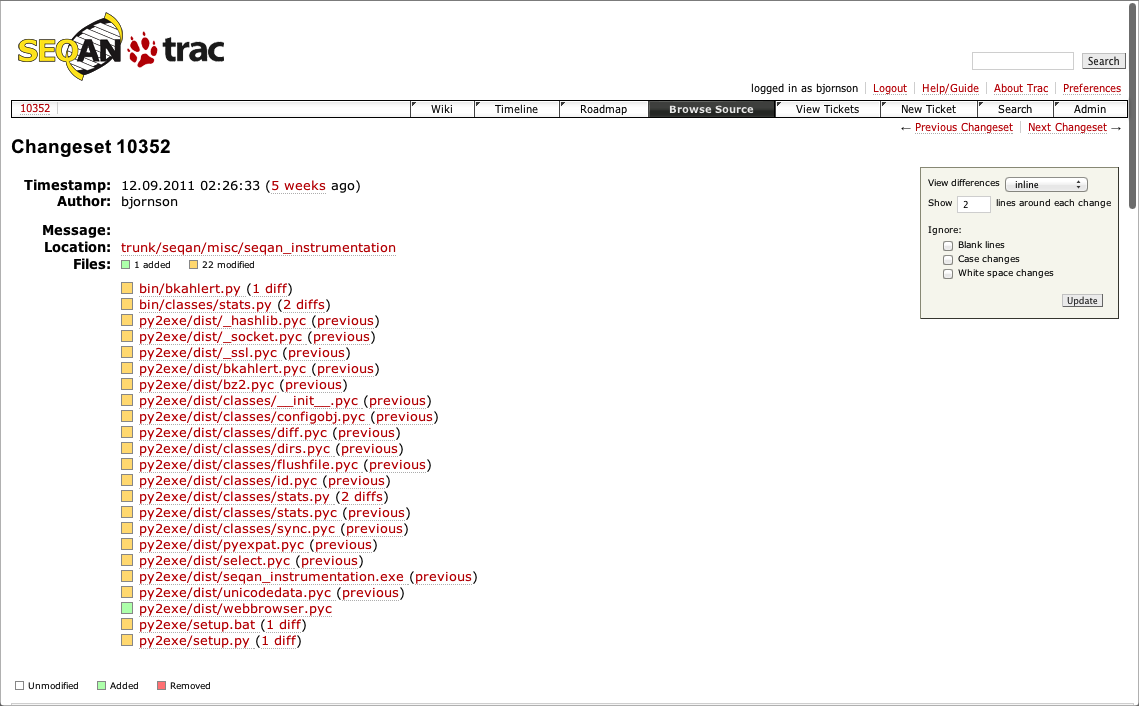 SEQAN trac
Search
logged in as bjornson Logout Help/Guide About Trac Preferences
10352 Wiki Timeline Roadmap Browse Source View Tickets New Ticket Search Admin
← Previous Changeset Next Changeset →
Changeset 10352
Timestamp: 12.09.2011 02:26:33 (5 weeks ago)
Author: bjornson
Message:
Location: trunk/seqan/misc/seqan_instrumentation
Files: 1 added 22 modified
bin/bkahlert.py (1 diff)
bin/classes/stats.py (2 diffs)
py2exe/dist/_hashlib.pyc (previous)
py2exe/dist/_socket.pyc (previous)
py2exe/dist/_ssl.pyc (previous)
py2exe/dist/bkahlert.pyc (previous)
py2exe/dist/bz2.pyc (previous)
py2exe/dist/classes/__init__.pyc (previous)
py2exe/dist/classes/configobj.pyc (previous)
py2exe/dist/classes/diff.pyc (previous)
py2exe/dist/classes/dirs.pyc (previous)
py2exe/dist/classes/flushfile.pyc (previous)
py2exe/dist/classes/id.pyc (previous)
py2exe/dist/classes/stats.py (2 diffs)
py2exe/dist/classes/stats.pyc (previous)
py2exe/dist/classes/sync.pyc (previous)
py2exe/dist/pyexpat.pyc (previous)
py2exe/dist/select.pyc (previous)
py2exe/dist/seqan_instrumentation.exe (previous)
py2exe/dist/unicodedata.pyc (previous)
py2exe/dist/webbrowser.pyc
py2exe/setup.bat (1 diff)
py2exe/setup.py (1 diff)
View differences inline
Show 2 lines around each change
Ignore:
Blank lines
Case changes
White space changes
Update
Unmodified Added Removed